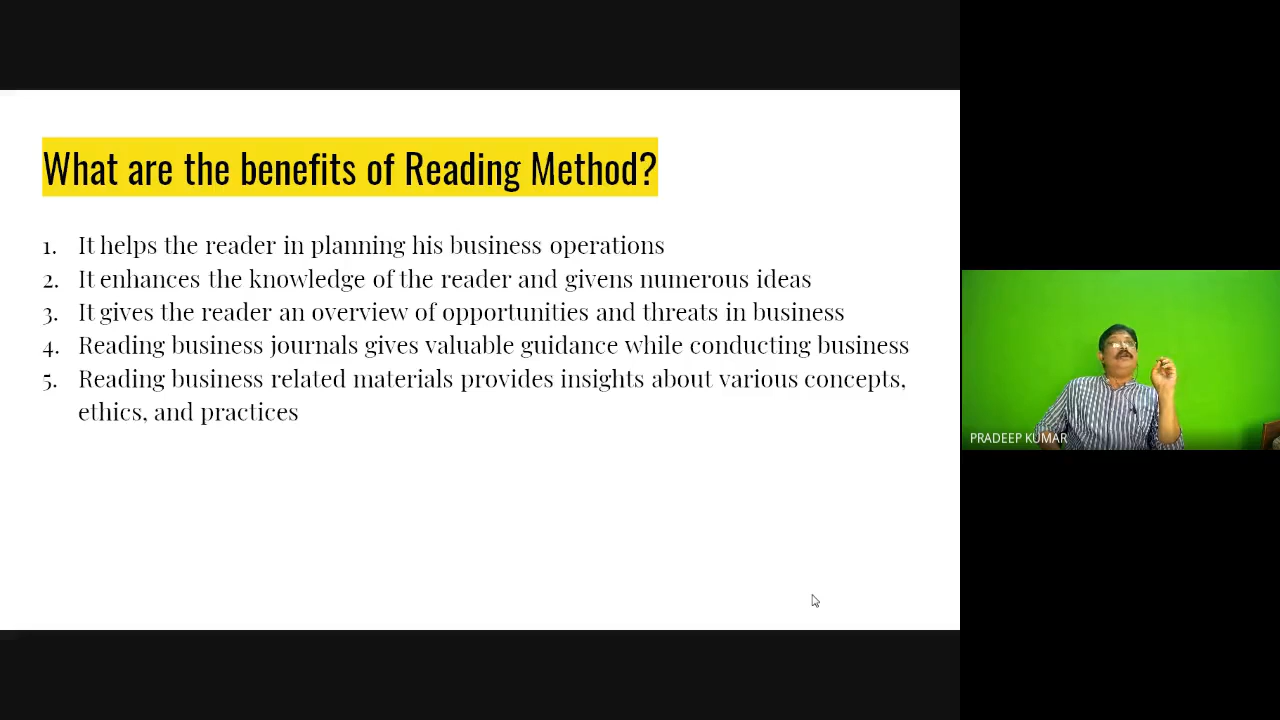 What are the benefits of Reading Method?
1. It helps the reader in planning his business operations
2. It enhances the knowledge of the reader and givens numerous ideas
3. It gives the reader an overview of opportunities and threats in business
4. Reading business journals gives valuable guidance while conducting business
5. Reading business related materials provides insights about various concepts,
ethics, and practices
PRADEEP KUMAR